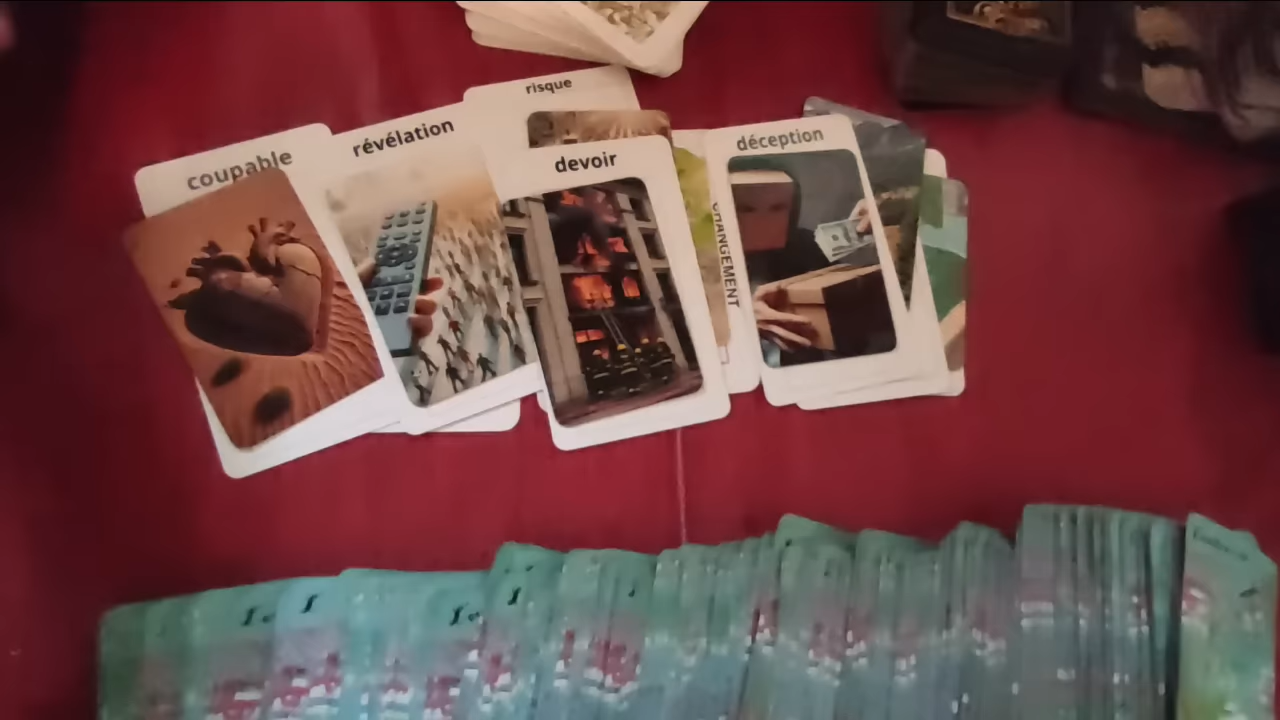 coupable
révélation
risque
devoir
CHANGEMENT
déception